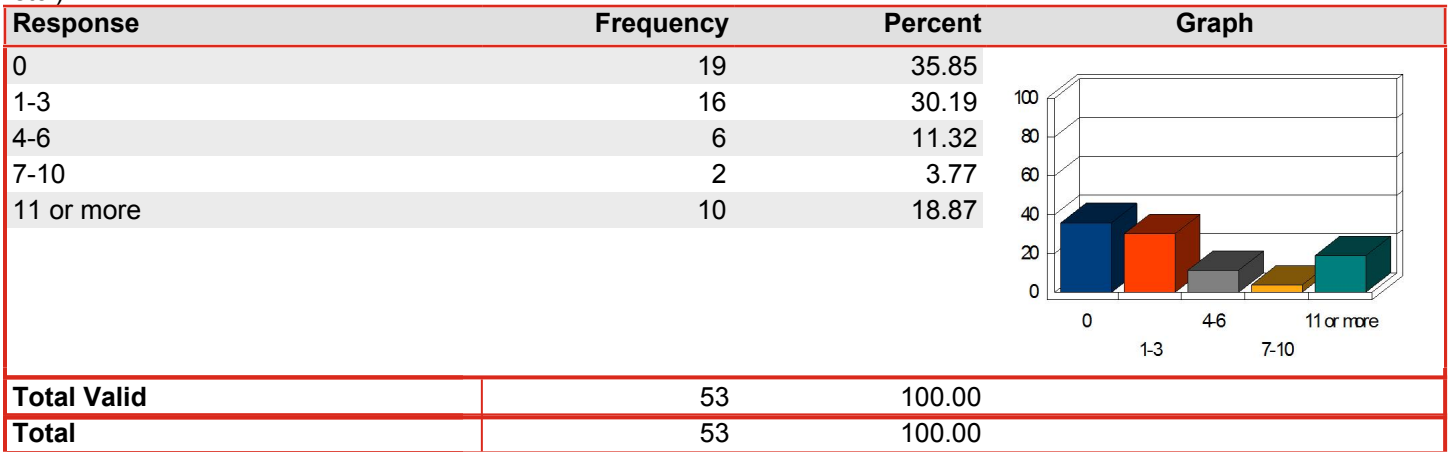 Response Frequency Percent Graph
0 19 35.85
1-3 16 30.19
4-6 6 11.32
7-10 2 3.77
11 or more 10 18.87
100
80
60
40
20
0
0 4-6 11 or more
1-3 7-10
Total Valid 53 100.00
Total 53 100.00